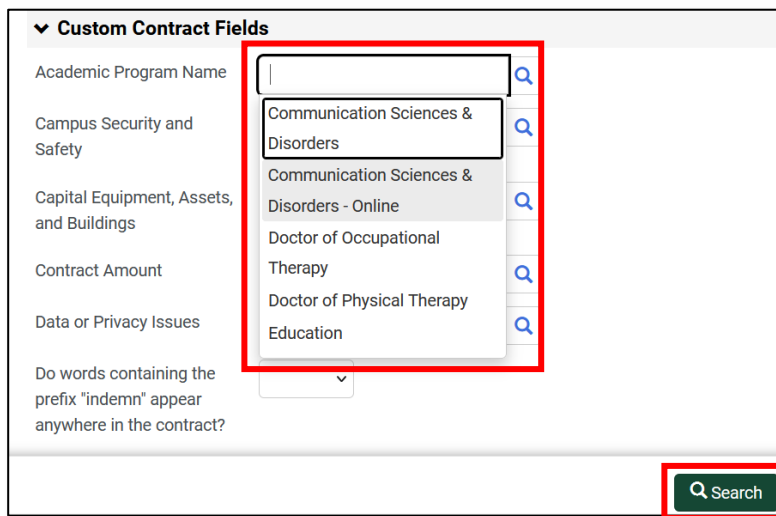 Custom Contract Fields
Academic Program Name
Communication Sciences &
Disorders
Communication Sciences &
Disorders - Online
Doctor of Occupational
Therapy
Doctor of Physical Therapy
Education
Campus Security and
Safety
Capital Equipment, Assets,
and Buildings
Contract Amount
Data or Privacy Issues
Do words containing the
prefix "indemn" appear
anywhere in the contract?
Search